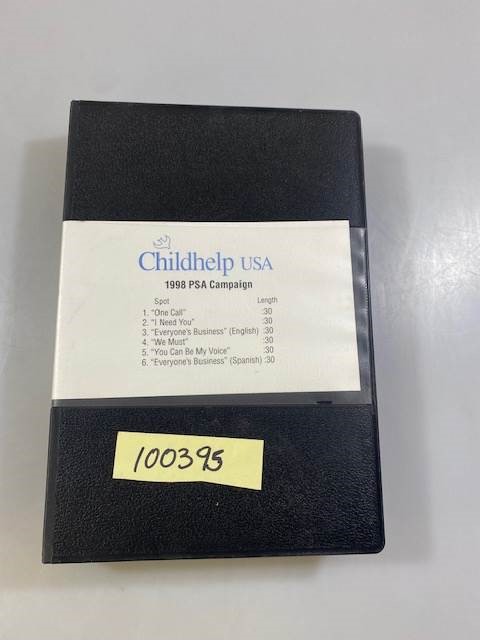 Childhelp USA
1998 PSA Campaign
Spot Length
1. "One Call" :30
2. "I Need You" :30
3. "Everyone's Business" (English) :30
4. "We Must" :30
5. "You Can Be My Voice" :30
6. "Everyone's Business" (Spanish) :30
100395